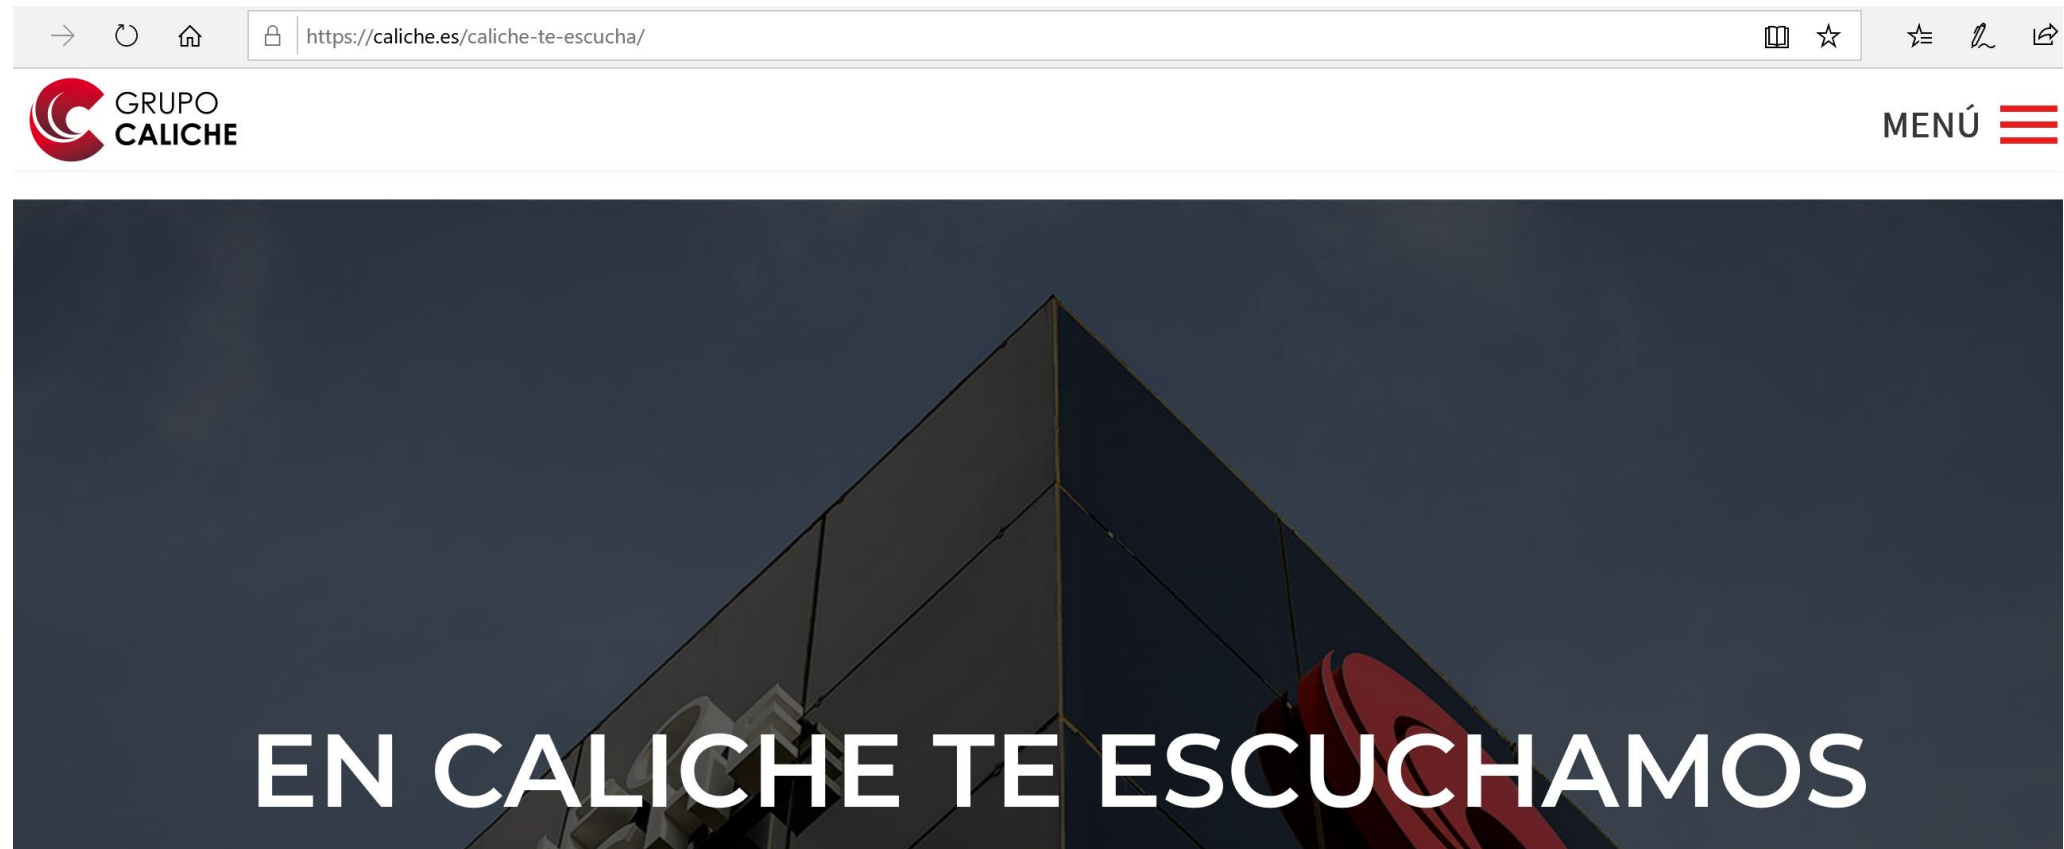 https://caliche.es/caliche-te-escucha/
GRUPO
CALICHE
MENÚ
EN CALICHE TE ESCUCHAMOS